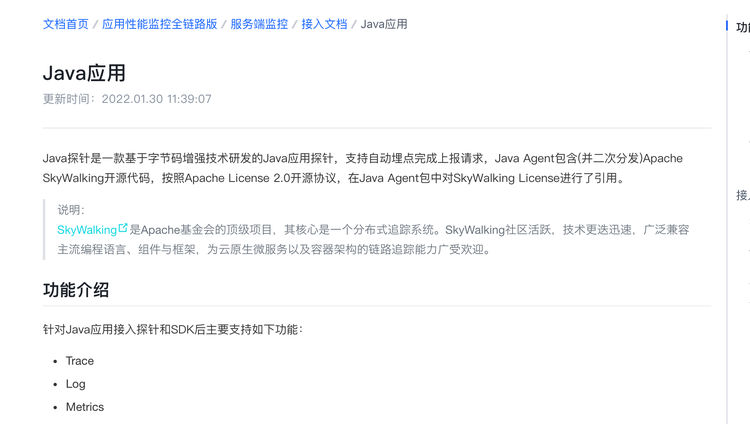 文档首页 / 应用性能监控全链路版 / 服务端监控 / 接入文档 / Java应用
Java应用
更新时间：2022.01.30 11:39:07
Java探针是一款基于字节码增强技术研发的Java应用探针，支持自动埋点完成上报请求，Java Agent包含(并二次分发)Apache
SkyWalking开源代码，按照Apache License 2.0开源协议，在Java Agent包中对SkyWalking License进行了引用。
说明：
SkyWalking是Apache基金会的顶级项目，其核心是一个分布式追踪系统。SkyWalking社区活跃，技术更迭迅速，广泛兼容
主流编程语言、组件与框架，为云原生微服务以及容器架构的链路追踪能力广受欢迎。
功能介绍
针对Java应用接入探针和SDK后主要支持如下功能：
• Trace
• Log
• Metrics